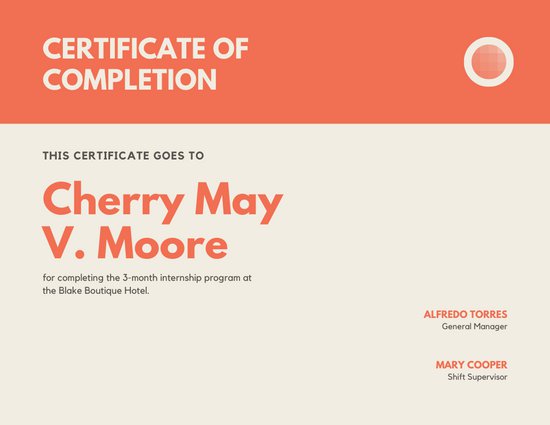 CERTIFICATE OF
COMPLETION
THIS CERTIFICATE GOES TO
Cherry May
V. Moore
for completing the 3-month internship program at
the Blake Boutique Hotel.
ALFREDO TORRES
General Manager
MARY COOPER
Shift Supervisor